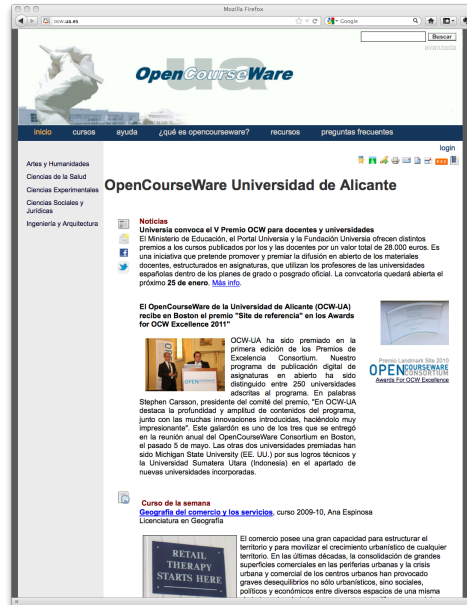 Mozilla Firefox
ocw.ua.es
Google
Buscar
avanzada
ua
OpenCourseWare
inicio cursos ayuda ¿qué es opencourseware? recursos preguntas frecuentes
login
Artes y Humanidades
Ciencias de la Salud
Ciencias Experimentales
Ciencias Sociales y
Jurídicas
Ingeniería y Arquitectura
OpenCourseWare Universidad de Alicante
Noticias
Universia convoca el V Premio OCW para docentes y universidades
El Ministerio de Educación, el Portal Universia y la Fundación Universia ofrecen distintos
premios a los cursos publicados por los y las docentes por un valor total de 28.000 euros. Es
una iniciativa que pretende promover y premiar la difusión en abierto de los materiales
docentes, estructurados en asignaturas, que utilizan los profesores de las universidades
españolas dentro de los planes de grado o posgrado oficial. La convocatoria quedará abierta el
próximo 25 de enero. Más info.
El OpenCourseWare de la Universidad de Alicante (OCW-UA)
recibe en Boston el premio "Site de referencia" en los Awards
for OCW Excellence 2011"
OCW-UA ha sido premiado en la
primera edición de los Premios de
Excelencia Consortium. Nuestro
programa de publicación digital de
asignaturas en abierto ha sido
distinguido entre 250 universidades
adscritas al programa. En palabras
Stephen Carsson, presidente del comité del premio, "En OCW-UA
destaca la profundidad y amplitud de contenidos del programa,
junto con las muchas innovaciones introducidas, haciéndolo muy
impresionante". Este galardón es uno de los tres que se entregó
en la reunión anual del OpenCourseWare Consortium en Boston,
el pasado 5 de mayo. Las otras dos universidades premiadas han
sido Michigan State University (EE. UU.) por sus logros técnicos y
la Universidad Sumatera Utara (Indonesia) en el apartado de
nuevas universidades incorporadas.
Premio Landmark Site 2010
OPENCOURSEWARE
CONSORTIUM
Awards For OCW Excellence
Curso de la semana
Geografía del comercio y los servicios, curso 2009-10, Ana Espinosa
Licenciatura en Geografía
RETAIL
THERAPY
STARTS HERE
El comercio posee una gran capacidad para estructurar el
territorio y para movilizar el crecimiento urbanístico de cualquier
territorio. En las últimas décadas, la consolidación de grandes
superficies comerciales en las periferias urbanas y la crisis
urbana y comercial de los centros urbanos han provocado
graves desequilibrios no sólo urbanísticos, sino sociales,
políticos y económicos entre diversos espacios de una misma